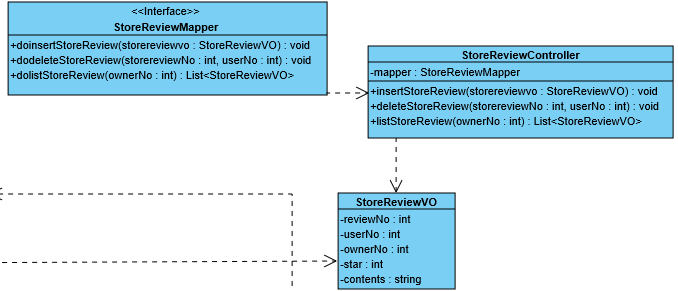 <<Interface>>
StoreReviewMapper
+doinsertStoreReview(storereviewvo : StoreReviewVO) : void
+dodeleteStoreReview(storereviewNo : int, userNo : int) : void
+dolistStoreReview(ownerNo : int) : List<StoreReviewVO>
StoreReviewController
-mapper : StoreReviewMapper
+insertStoreReview(storereviewvo : StoreReviewVO) : void
+deleteStoreReview(storereviewNo : int, userNo : int) : void
+listStoreReview(ownerNo : int) : List<StoreReviewVO>
StoreReviewVO
-reviewNo : int
-userNo : int
-ownerNo : int
-star : int
-contents : string